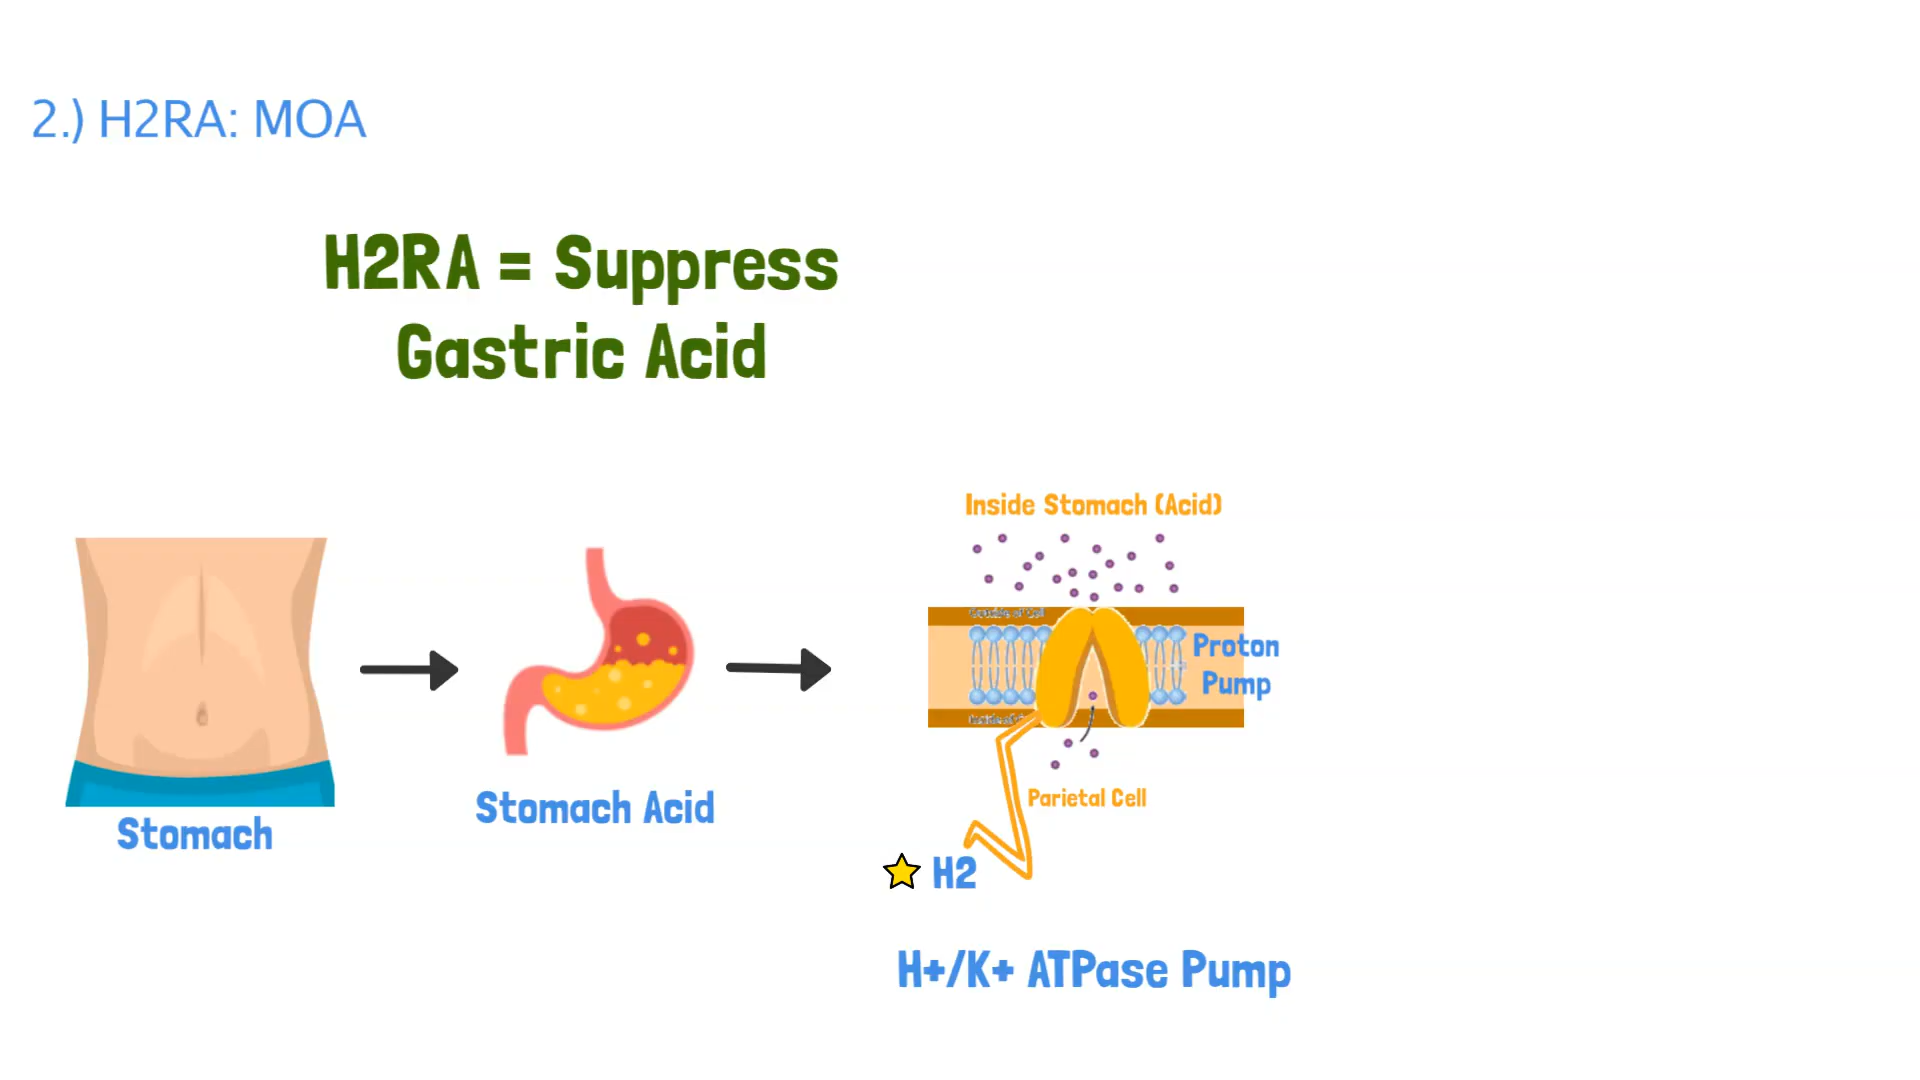 2.) H2RA: MOA
H2RA = Suppress
Gastric Acid
Inside Stomach (Acid)
Proton
Pump
Parietal Cell
Stomach Acid
Stomach
H2
H+/K+ ATPase Pump